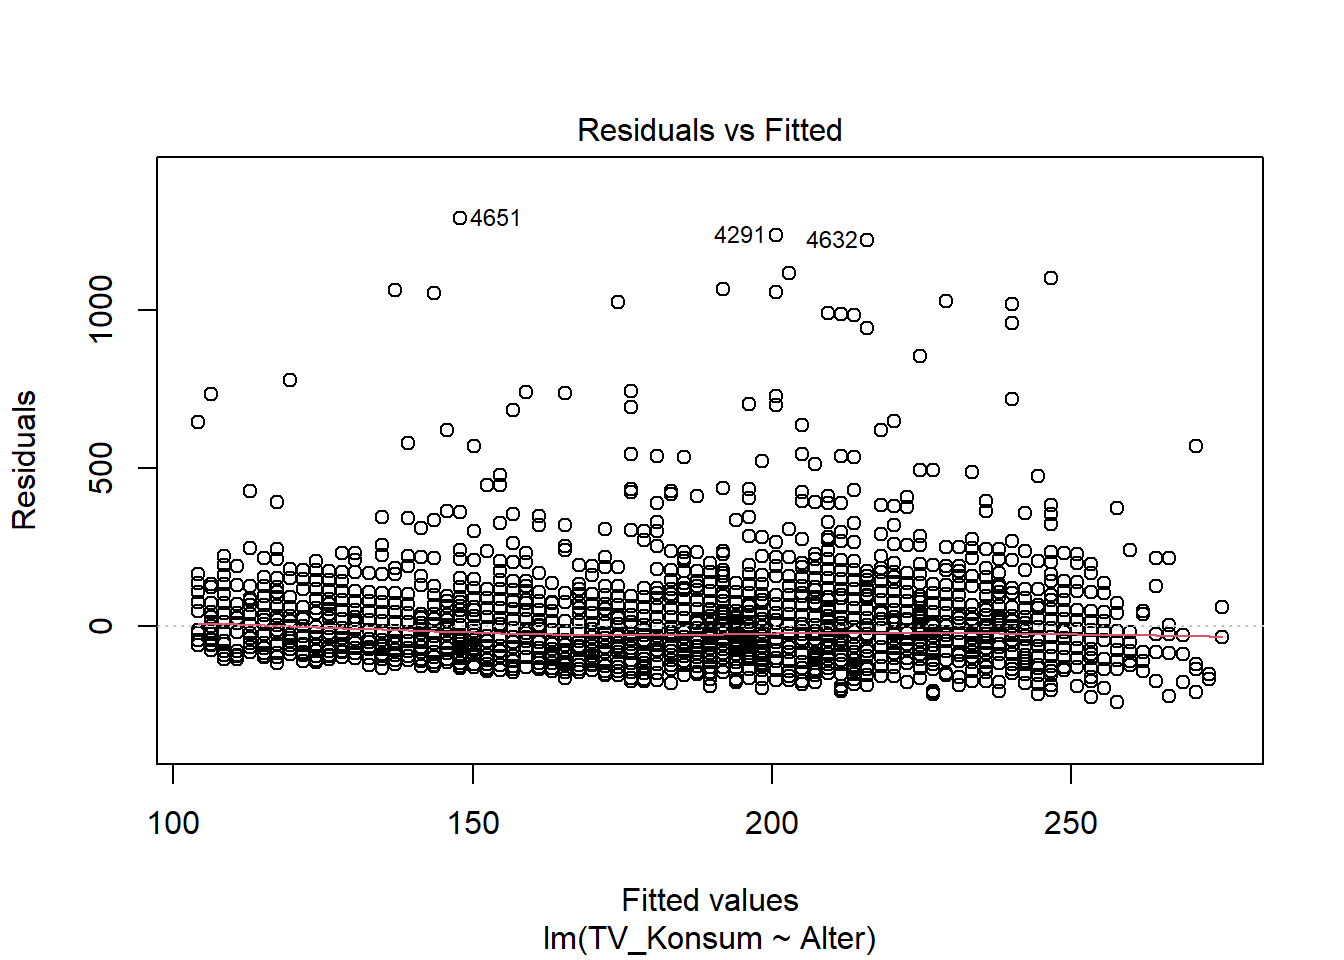 Residuals vs Fitted
4651
4291
4632
Residuals
1000
500
0
100
150
200
250
Fitted values
lm(TV_Konsum ~ Alter)